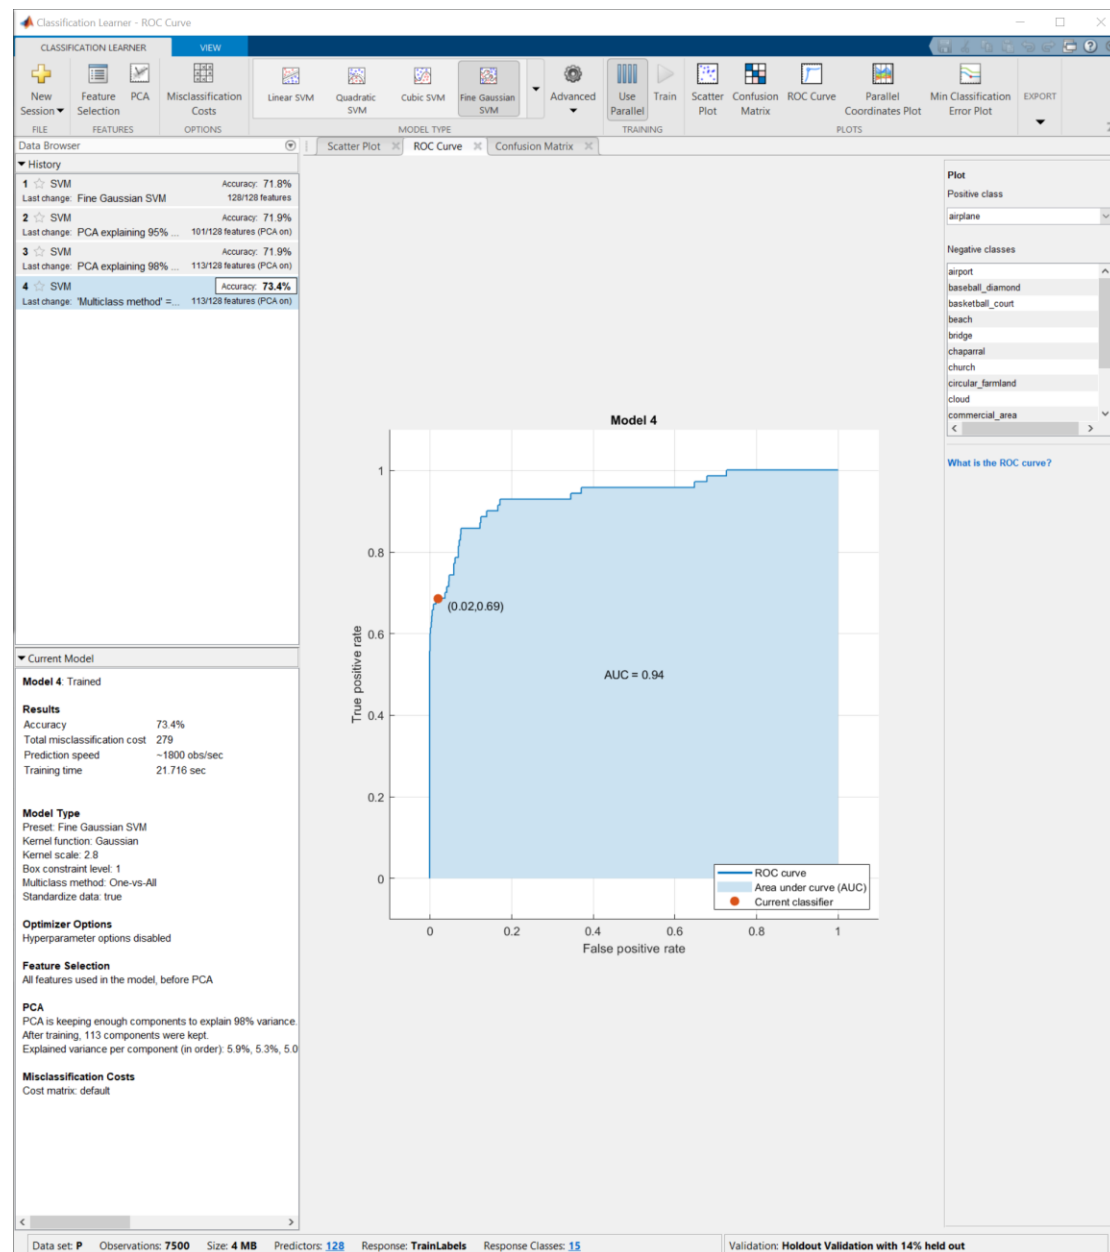 Classification Learner - ROC Curve
CLASSIFICATION LEARNER VIEW
New Session
Feature Selection
PCA
Misclassification Costs
Linear SVM
Quadratic SVM
Cubic SVM
Fine Gaussian SVM
Advanced
Use Parallel
Train
Scatter Plot
Confusion Matrix
ROC Curve
Parallel Coordinates Plot
Min Classification Error Plot
EXPORT
FILE FEATURES OPTIONS MODEL TYPE TRAINING PLOTS
Data Browser
Scatter Plot ROC Curve Confusion Matrix
History
1 SVM Accuracy: 71.8%
Last change: Fine Gaussian SVM 128/128 features
2 SVM Accuracy: 71.9%
Last change: PCA explaining 95% ... 101/128 features (PCA on)
3 SVM Accuracy: 71.9%
Last change: PCA explaining 98% ... 113/128 features (PCA on)
4 SVM Accuracy: 73.4%
Last change: 'Multiclass method' =... 113/128 features (PCA on)
Current Model
Model 4: Trained
Results
Accuracy 73.4%
Total misclassification cost 279
Prediction speed ~1800 obs/sec
Training time 21.716 sec
Model Type
Preset: Fine Gaussian SVM
Kernel function: Gaussian
Kernel scale: 2.8
Box constraint level: 1
Multiclass method: One-vs-All
Standardize data: true
Optimizer Options
Hyperparameter options disabled
Feature Selection
All features used in the model, before PCA
PCA
PCA is keeping enough components to explain 98% variance.
After training, 113 components were kept.
Explained variance per component (in order): 5.9%, 5.3%, 5.0
Misclassification Costs
Cost matrix: default
Model 4
1
0.8
0.6
0.4
0.2
0
True positive rate
(0.02,0.69)
AUC = 0.94
ROC curve
Area under curve (AUC)
Current classifier
0 0.2 0.4 0.6 0.8 1
False positive rate
Plot
Positive class
airplane
Negative classes
airport
baseball_diamond
basketball_court
beach
bridge
chaparral
church
circular_farmland
cloud
commercial_area
What is the ROC curve?
Data set: P Observations: 7500 Size: 4 MB Predictors: 128 Response: TrainLabels Response Classes: 15 Validation: Holdout Validation with 14% held out